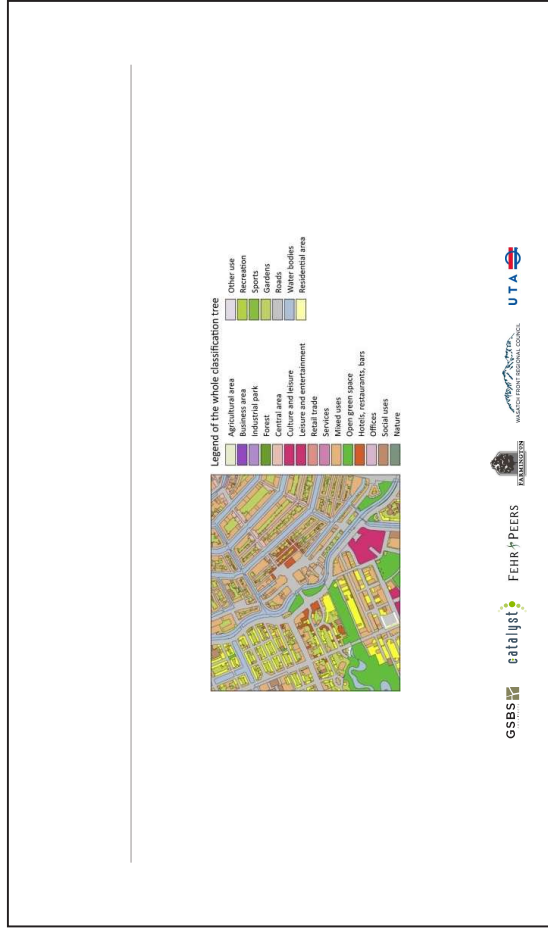 Legend of the whole classification tree
Agricultural area
Business area
Industrial park
Forest
Central area
Culture and leisure
Leisure and entertainment
Retail trade
Services
Mixed uses
Open green space
Hotels, restaurants, bars
Offices
Social uses
Nature
Other use
Recreation
Sports
Gardens
Roads
Water bodies
Residential area
GSBS
catalyst
FEHR PEERS
FARMINGTON
WASATCH FRONT REGIONAL COUNCIL
UTA